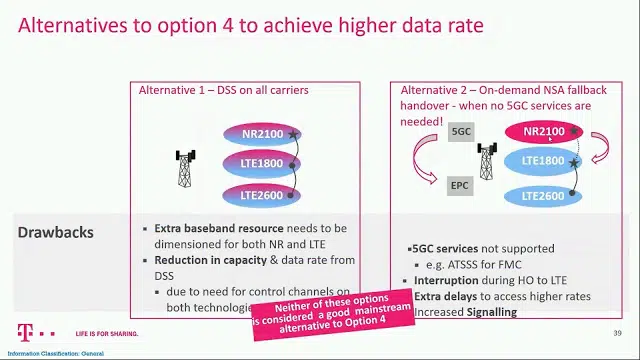 Alternatives to option 4 to achieve higher data rate
Alternative 1 – DSS on all carriers
NR2100
LTE1800
LTE2600
Alternative 2 – On-demand NSA fallback
handover - when no 5GC services are
needed!
5GC
NR2100
LTE1800
EPC
LTE2600
Drawbacks
▪ Extra baseband resource needs to be
dimensioned for both NR and LTE
▪ Reduction in capacity & data rate from
DSS
▪ due to need for control channels on
both technologies
▪5GC services not supported
▪ e.g. ATSSS for FMC
▪ Interruption during HO to LTE
Extra delays to access higher rates
Increased Signalling
Neither of these options
is considered a good mainstream
alternative to Option 4
T
LIFE IS FOR SHARING.
39
Information Classification: General